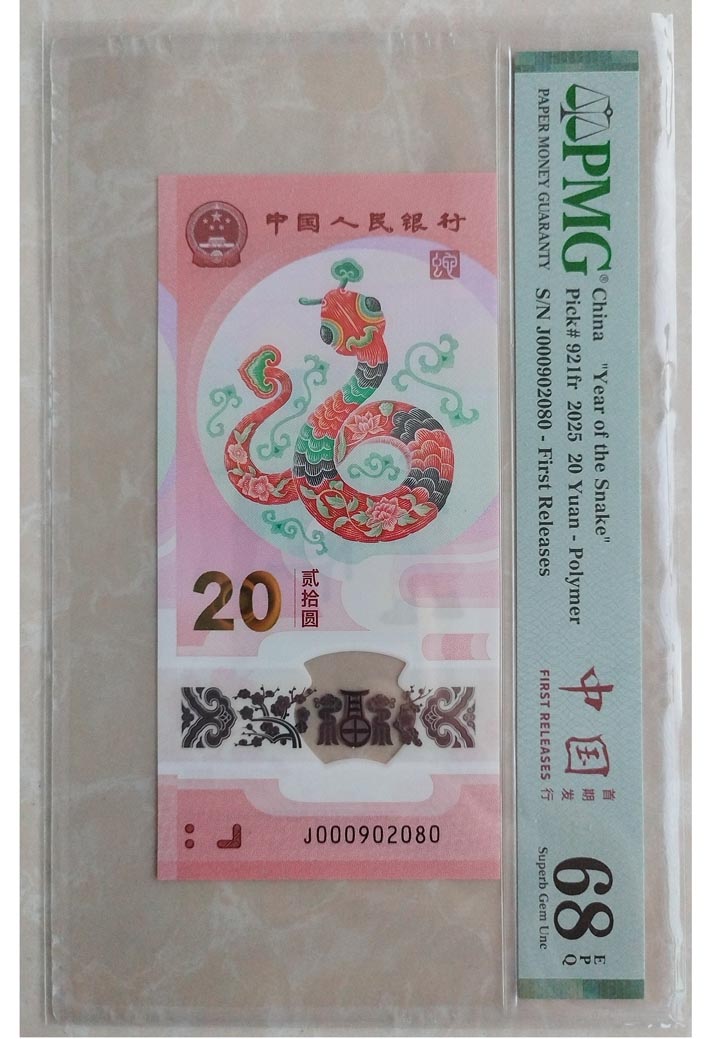 中国人民银行
蛇
20
贰拾圆
福
J000902080
PMG®
PAPER MONEY GUARANTY
China "Year of the Snake"
Pick# 921fr 2025 20 Yuan - Polymer
S/N J000902080 - First Releases
中国
首期发行
FIRST RELEASES
68
EPQ
Superb Gem Unc